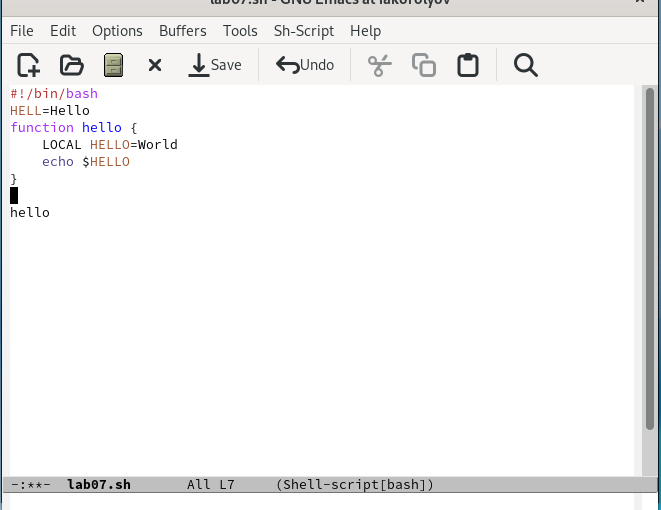 lab07.sh - GNU Emacs at iakorolyov
File Edit Options Buffers Tools Sh-Script Help
Save Undo
#!/bin/bash
HELL=Hello
function hello {
    LOCAL HELLO=World
    echo $HELLO
}
hello
-:**- lab07.sh All L7 (Shell-script[bash])